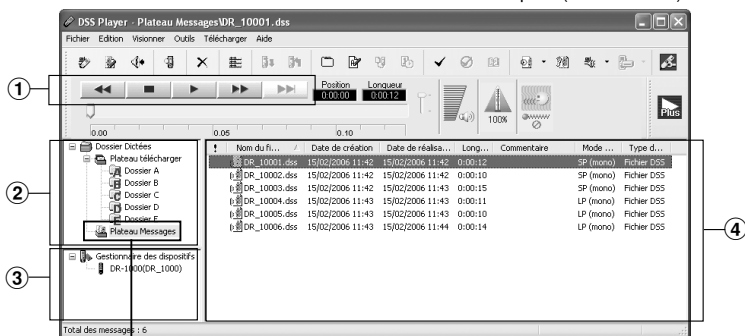 DSS Player - Plateau Messages\DR_10001.dss
Fichier Edition Visionner Outils Télécharger Aide
1
Position Longueur
0:00:00 0:00:12
100%
Plus
0.00 0.05 0.10
2
Dossier Dictées
Plateau télécharger
Dossier A
Dossier B
Dossier C
Dossier D
Dossier E
Plateau Messages
3
Gestionnaire des dispositifs
DR-1000(DR_1000)
! Nom du fi... / Date de création Date de réalisa... Long... Commentaire Mode ... Type d...
DR_10001.dss 15/02/2006 11:42 15/02/2006 11:42 0:00:12 SP (mono) Fichier DSS
DR_10002.dss 15/02/2006 11:42 15/02/2006 11:42 0:00:10 SP (mono) Fichier DSS
DR_10003.dss 15/02/2006 11:42 15/02/2006 11:43 0:00:15 SP (mono) Fichier DSS
DR_10004.dss 15/02/2006 11:43 15/02/2006 11:43 0:00:11 LP (mono) Fichier DSS
DR_10005.dss 15/02/2006 11:43 15/02/2006 11:43 0:00:10 LP (mono) Fichier DSS
DR_10006.dss 15/02/2006 11:43 15/02/2006 11:44 0:00:14 LP (mono) Fichier DSS
4
Total des messages : 6